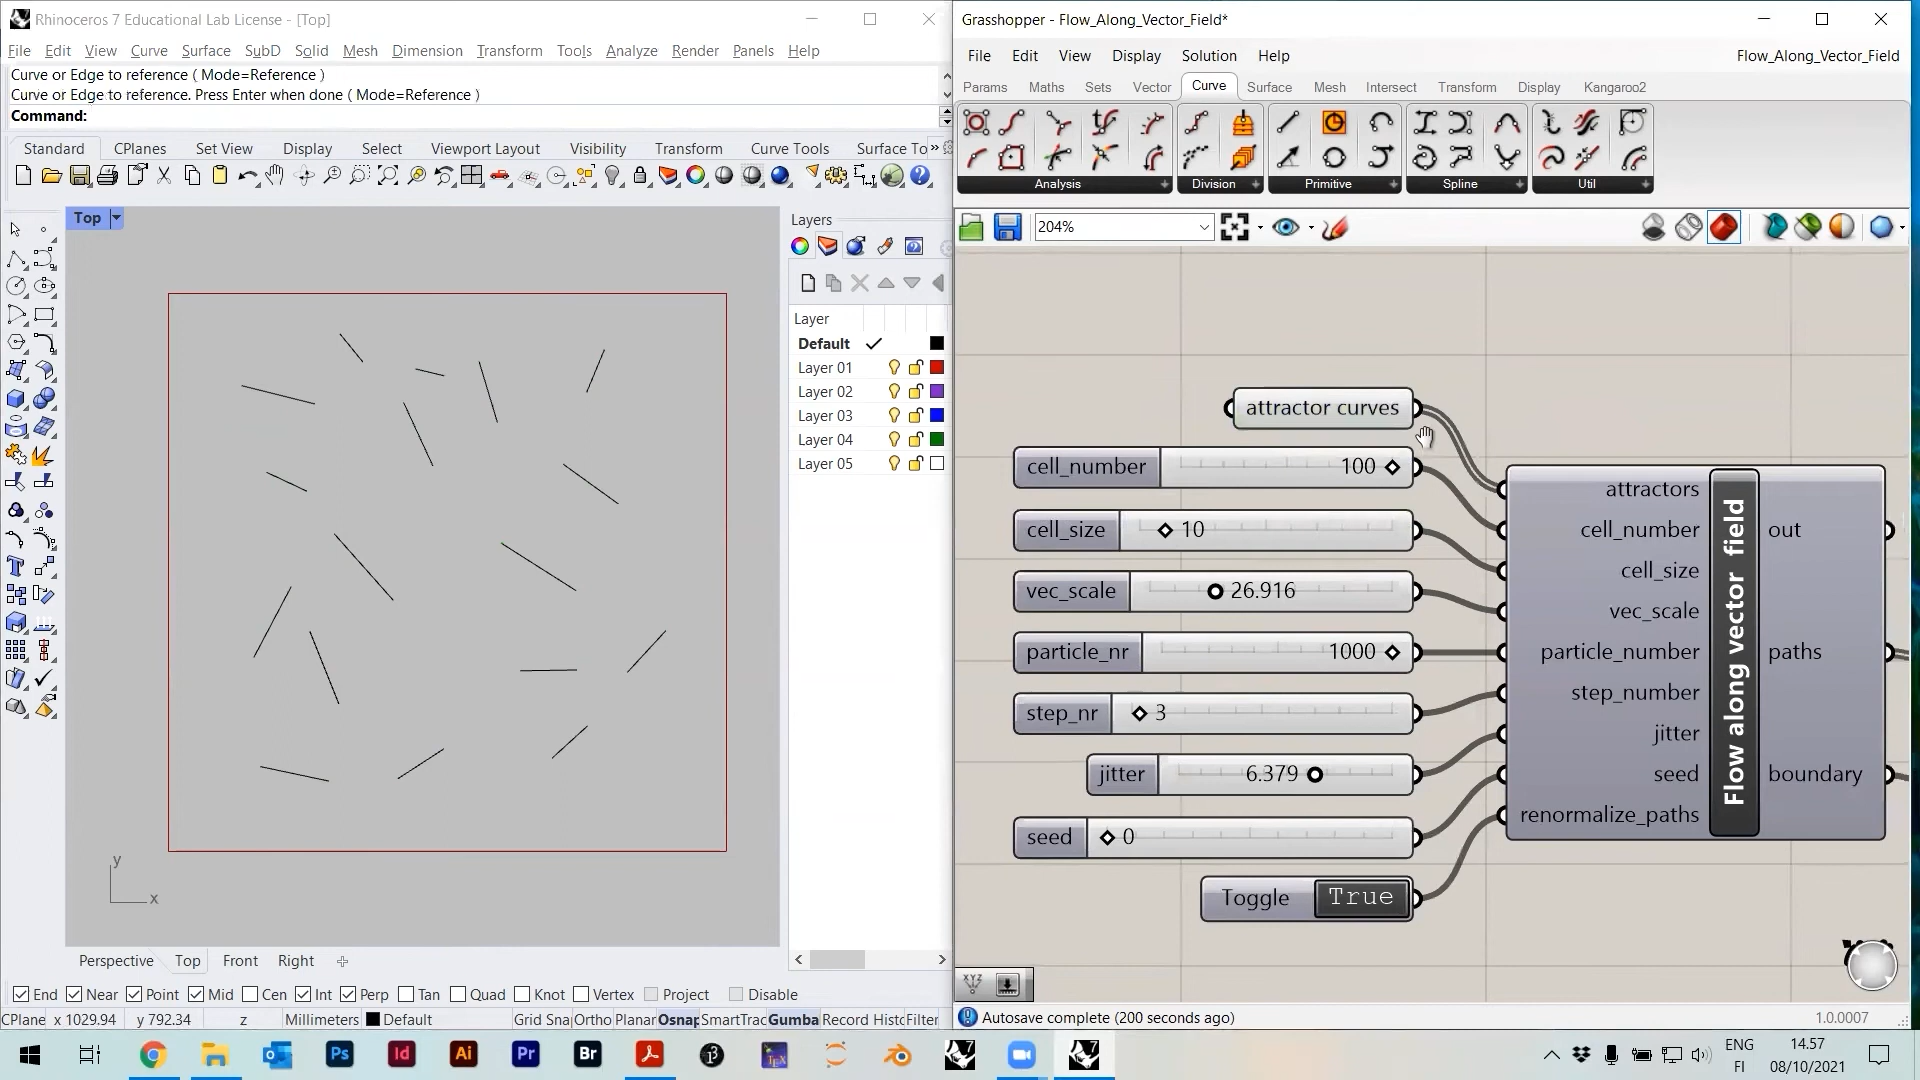 Rhinoceros 7 Educational Lab License - [Top]
File Edit View Curve Surface SubD Solid Mesh Dimension Transform Tools Analyze Render Panels Help
Curve or Edge to reference ( Mode=Reference )
Curve or Edge to reference. Press Enter when done ( Mode=Reference )
Command:
Standard CPlanes Set View Display Select Viewport Layout Visibility Transform Curve Tools Surface To »
Top
Layers
Layer
Default
Layer 01
Layer 02
Layer 03
Layer 04
Layer 05
y
x
Perspective Top Front Right
End Near Point Mid Cen Int Perp Tan Quad Knot Vertex Project Disable
CPlane x 1029.94 y 792.34 z Millimeters Default Grid Sna Ortho Planar Osnap SmartTrac Gumba Record Histo Filter
Grasshopper - Flow_Along_Vector_Field*
File Edit View Display Solution Help Flow_Along_Vector_Field
Params Maths Sets Vector Curve Surface Mesh Intersect Transform Display Kangaroo2
Analysis Division Primitive Spline Util
204%
attractor curves
cell_number 100
cell_size 10
vec_scale 26.916
particle_nr 1000
step_nr 3
jitter 6.379
seed 0
Toggle True
attractors
cell_number
cell_size
vec_scale
particle_number
step_number
jitter
seed
renormalize_paths
Flow along vector field
out
paths
boundary
Autosave complete (200 seconds ago) 1.0.0007
Ps Id Ai Pr Br
ENG
FI
14.57
08/10/2021